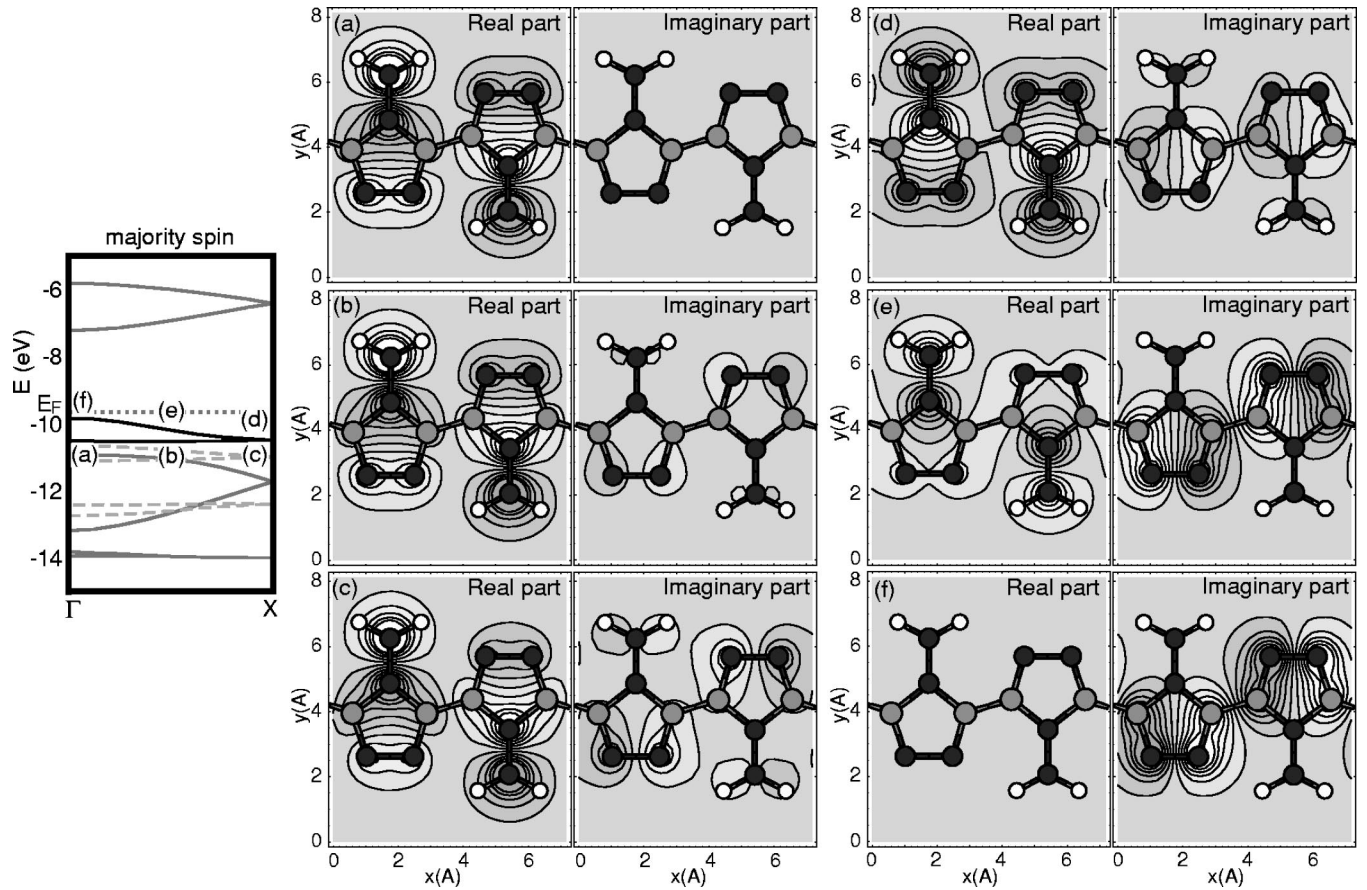 majority spin
E (eV)
-6
-8
E_F
-10
-12
-14
Γ
X
(f)
(e)
(d)
(a)
(b)
(c)
(a) Real part
Imaginary part
y(A)
8
6
4
2
0
(d) Real part
Imaginary part
y(A)
8
6
4
2
0
(b) Real part
Imaginary part
y(A)
8
6
4
2
0
(e) Real part
Imaginary part
y(A)
8
6
4
2
0
(c) Real part
Imaginary part
y(A)
8
6
4
2
0
0 2 4 6
x(A)
0 2 4 6
x(A)
(f) Real part
Imaginary part
y(A)
8
6
4
2
0
0 2 4 6
x(A)
0 2 4 6
x(A)